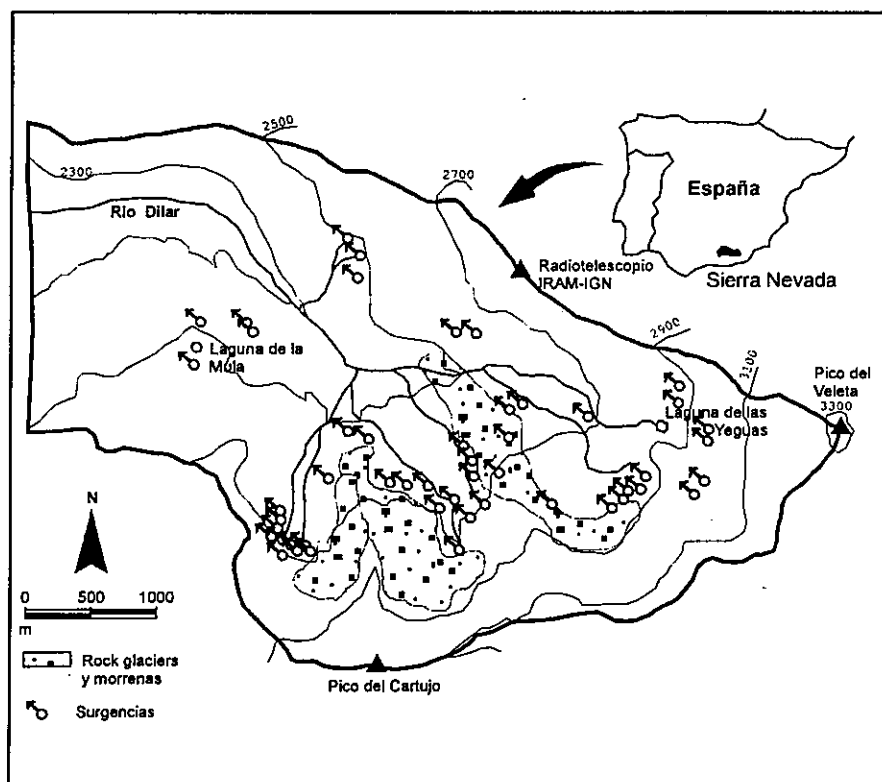 2500
2300
2700
España
Río Dilar
Radiotelescopio
IRAM-IGN
Sierra Nevada
2900
3100
Laguna de la
Mula
Pico del
Veleta
3300
Laguna de las
Yeguas
N
0 500 1000
m
Rock glaciers
y morrenas
Pico del Cartujo
Surgencias